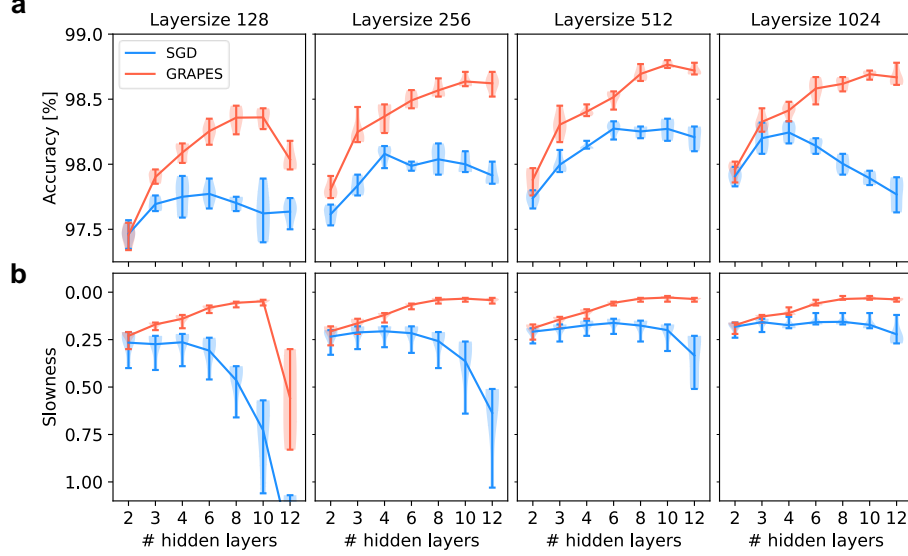 a
Layersize 128 Layersize 256 Layersize 512 Layersize 1024
99.0
98.5
98.0
97.5
Accuracy [%]
SGD
GRAPES
b
0.00
0.25
0.50
0.75
1.00
Slowness
2 3 4 6 8 10 12 2 3 4 6 8 10 12 2 3 4 6 8 10 12 2 3 4 6 8 10 12
# hidden layers # hidden layers # hidden layers # hidden layers